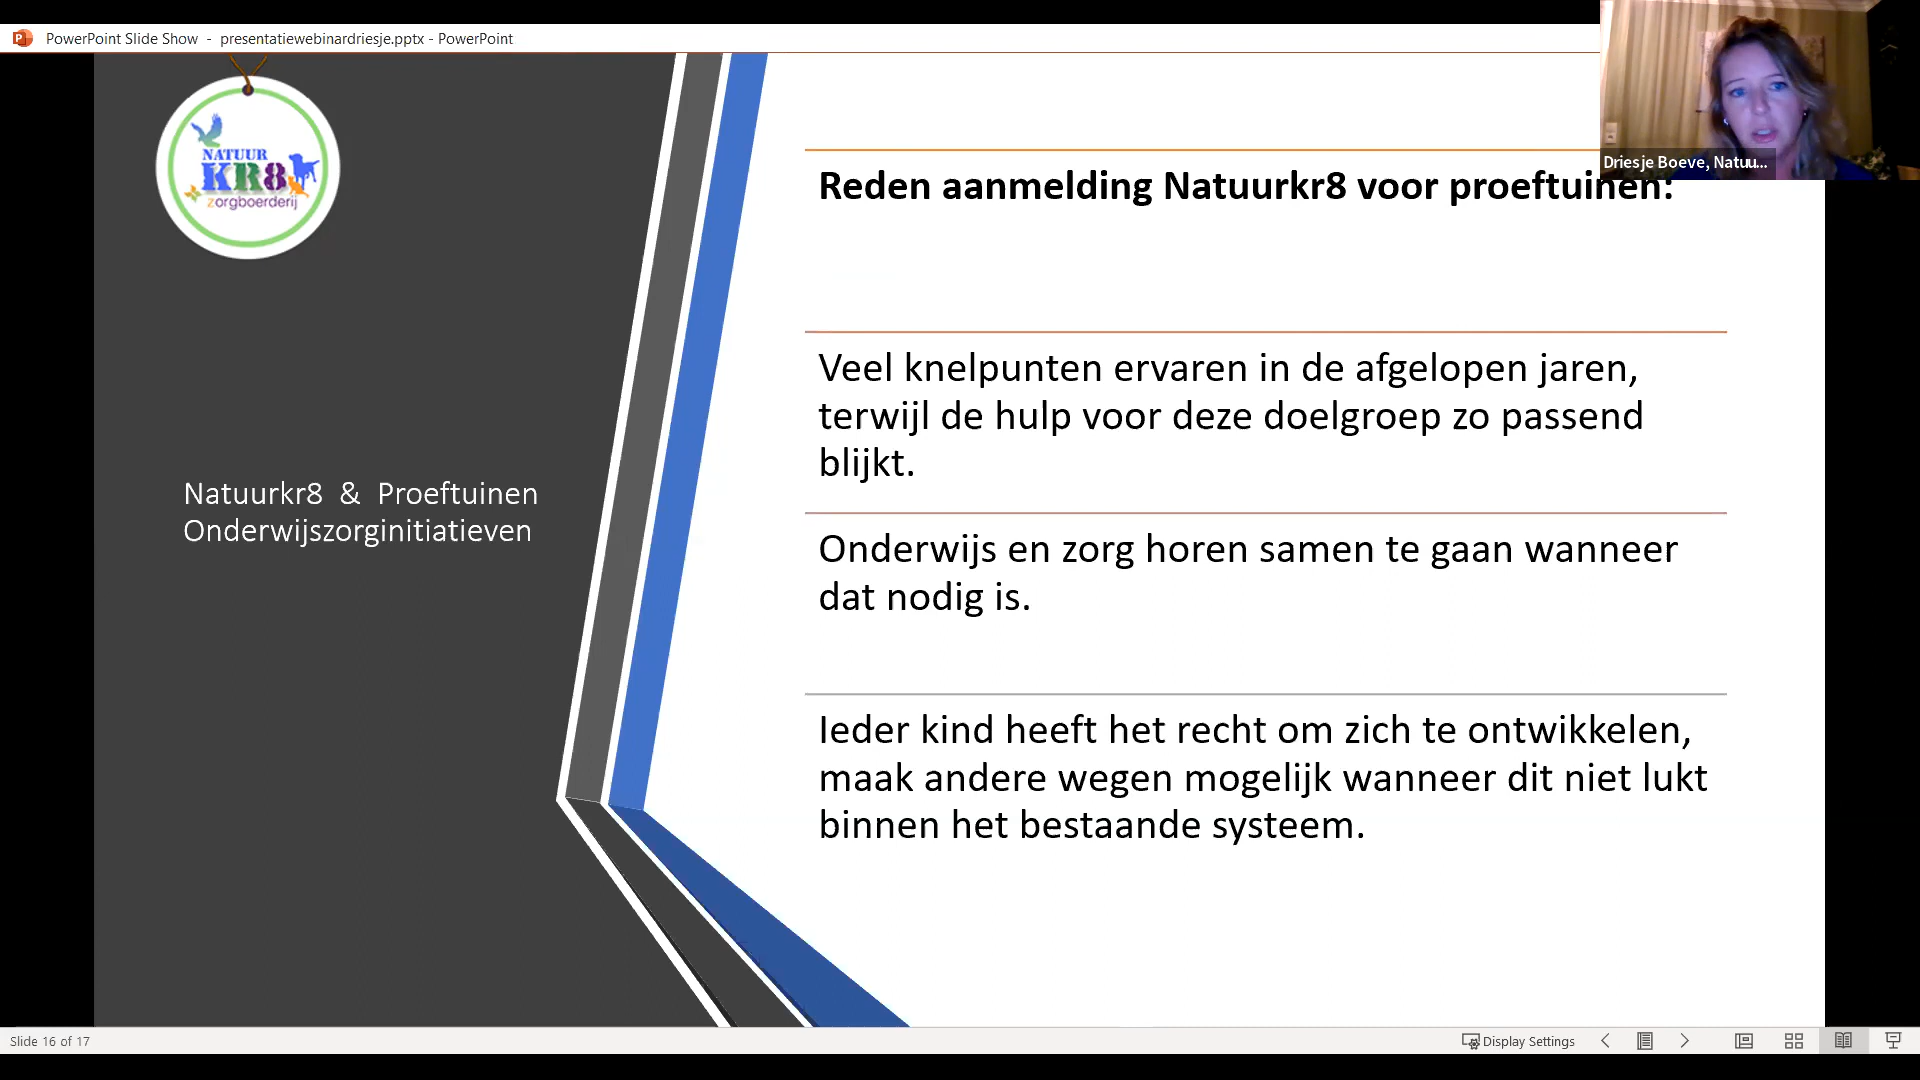 PowerPoint Slide Show - presentatiewebinardriesje.pptx - PowerPoint
NATUUR
KR8
zorgboerderij
Driesje Boeve, Natuu...
Reden aanmelding Natuurkr8 voor proeftuinen:
Veel knelpunten ervaren in de afgelopen jaren,
terwijl de hulp voor deze doelgroep zo passend
blijkt.
Natuurkr8 & Proeftuinen
Onderwijszorginitiatieven
Onderwijs en zorg horen samen te gaan wanneer
dat nodig is.
Ieder kind heeft het recht om zich te ontwikkelen,
maak andere wegen mogelijk wanneer dit niet lukt
binnen het bestaande systeem.
Slide 16 of 17
Display Settings